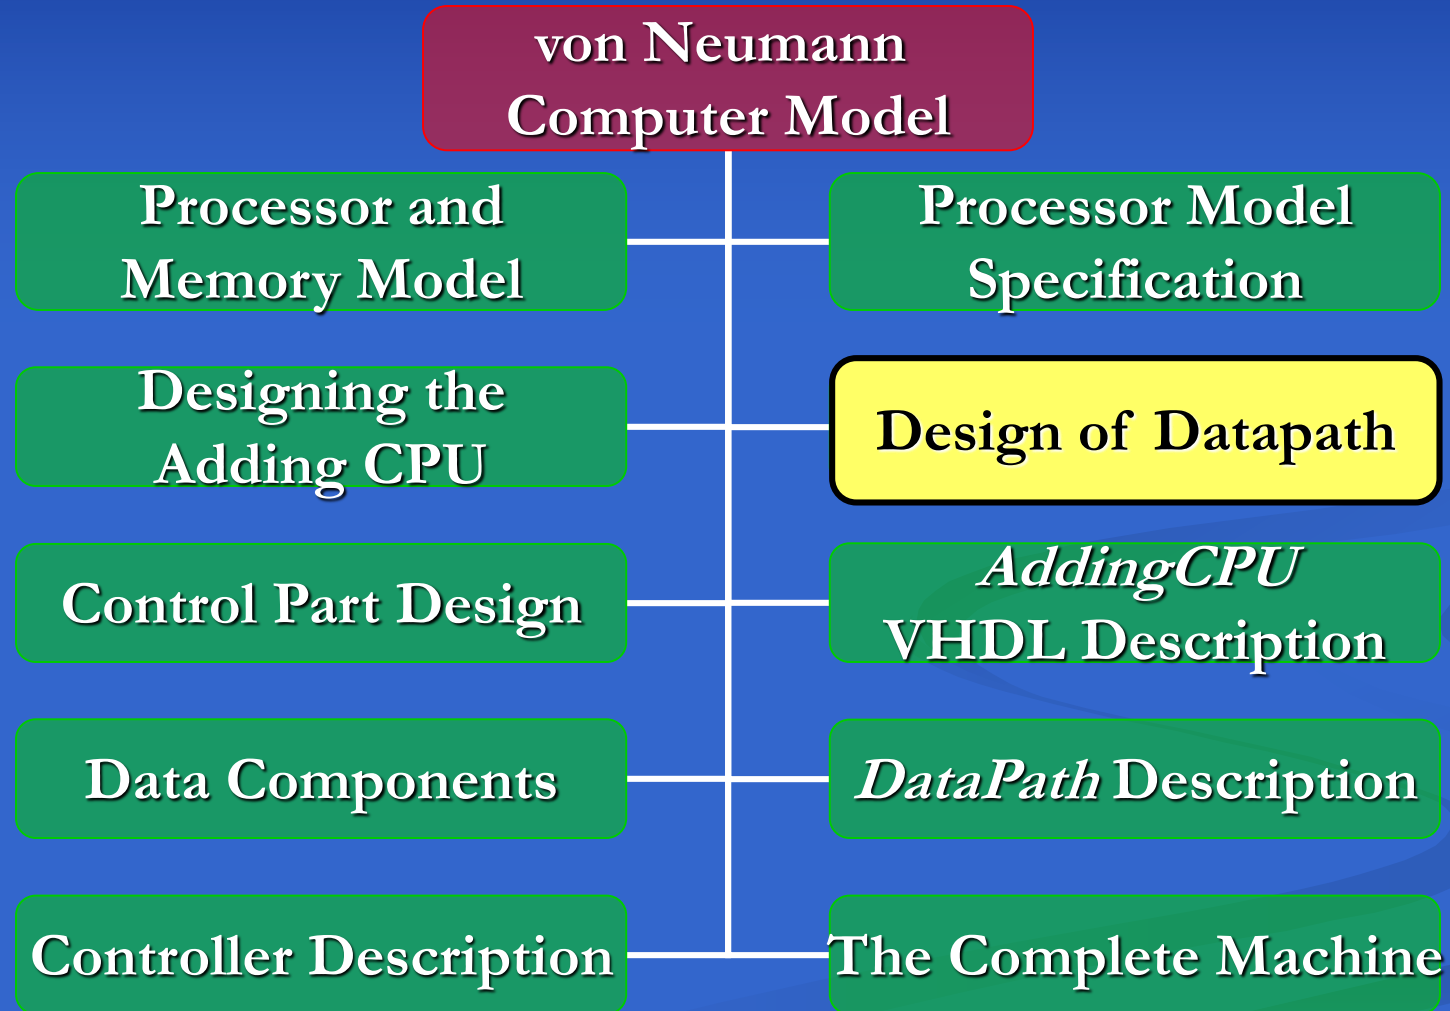 von Neumann
Computer Model
Processor and
Memory Model
Processor Model
Specification
Designing the
Adding CPU
Design of Datapath
Control Part Design
AddingCPU
VHDL Description
Data Components
DataPath Description
Controller Description
The Complete Machine